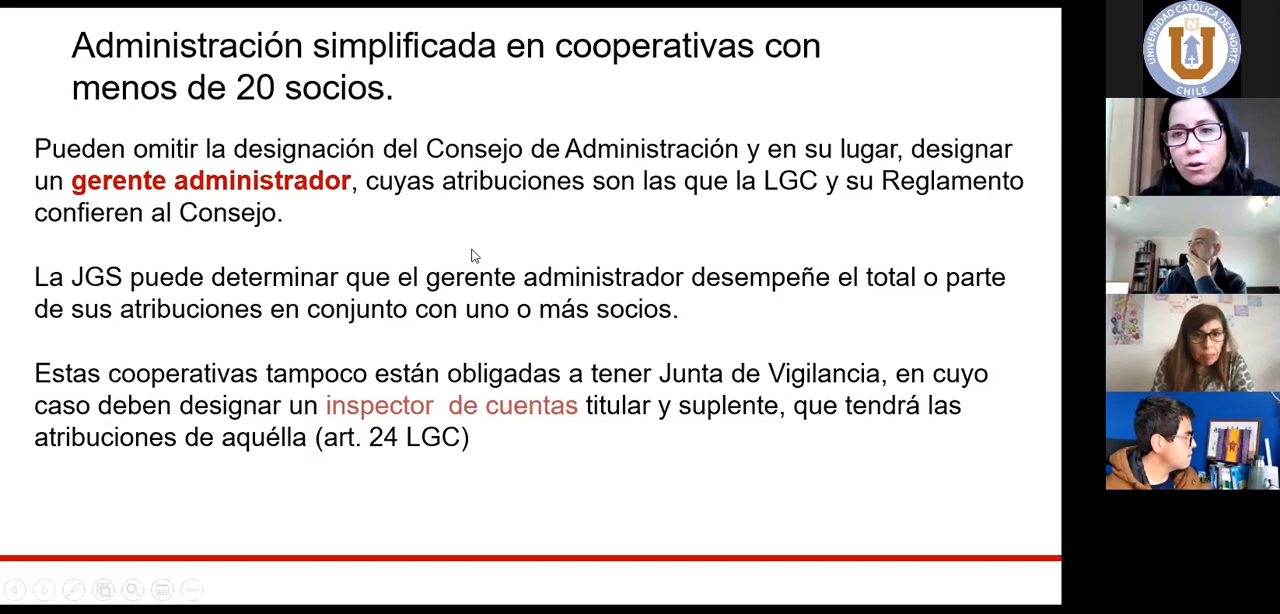 Administración simplificada en cooperativas con
menos de 20 socios.
Pueden omitir la designación del Consejo de Administración y en su lugar, designar
un gerente administrador, cuyas atribuciones son las que la LGC y su Reglamento
confieren al Consejo.
La JGS puede determinar que el gerente administrador desempeñe el total o parte
de sus atribuciones en conjunto con uno o más socios.
Estas cooperativas tampoco están obligadas a tener Junta de Vigilancia, en cuyo
caso deben designar un inspector  de cuentas titular y suplente, que tendrá las
atribuciones de aquélla (art. 24 LGC)
UNIVERSIDAD CATÓLICA DEL NORTE
CHILE